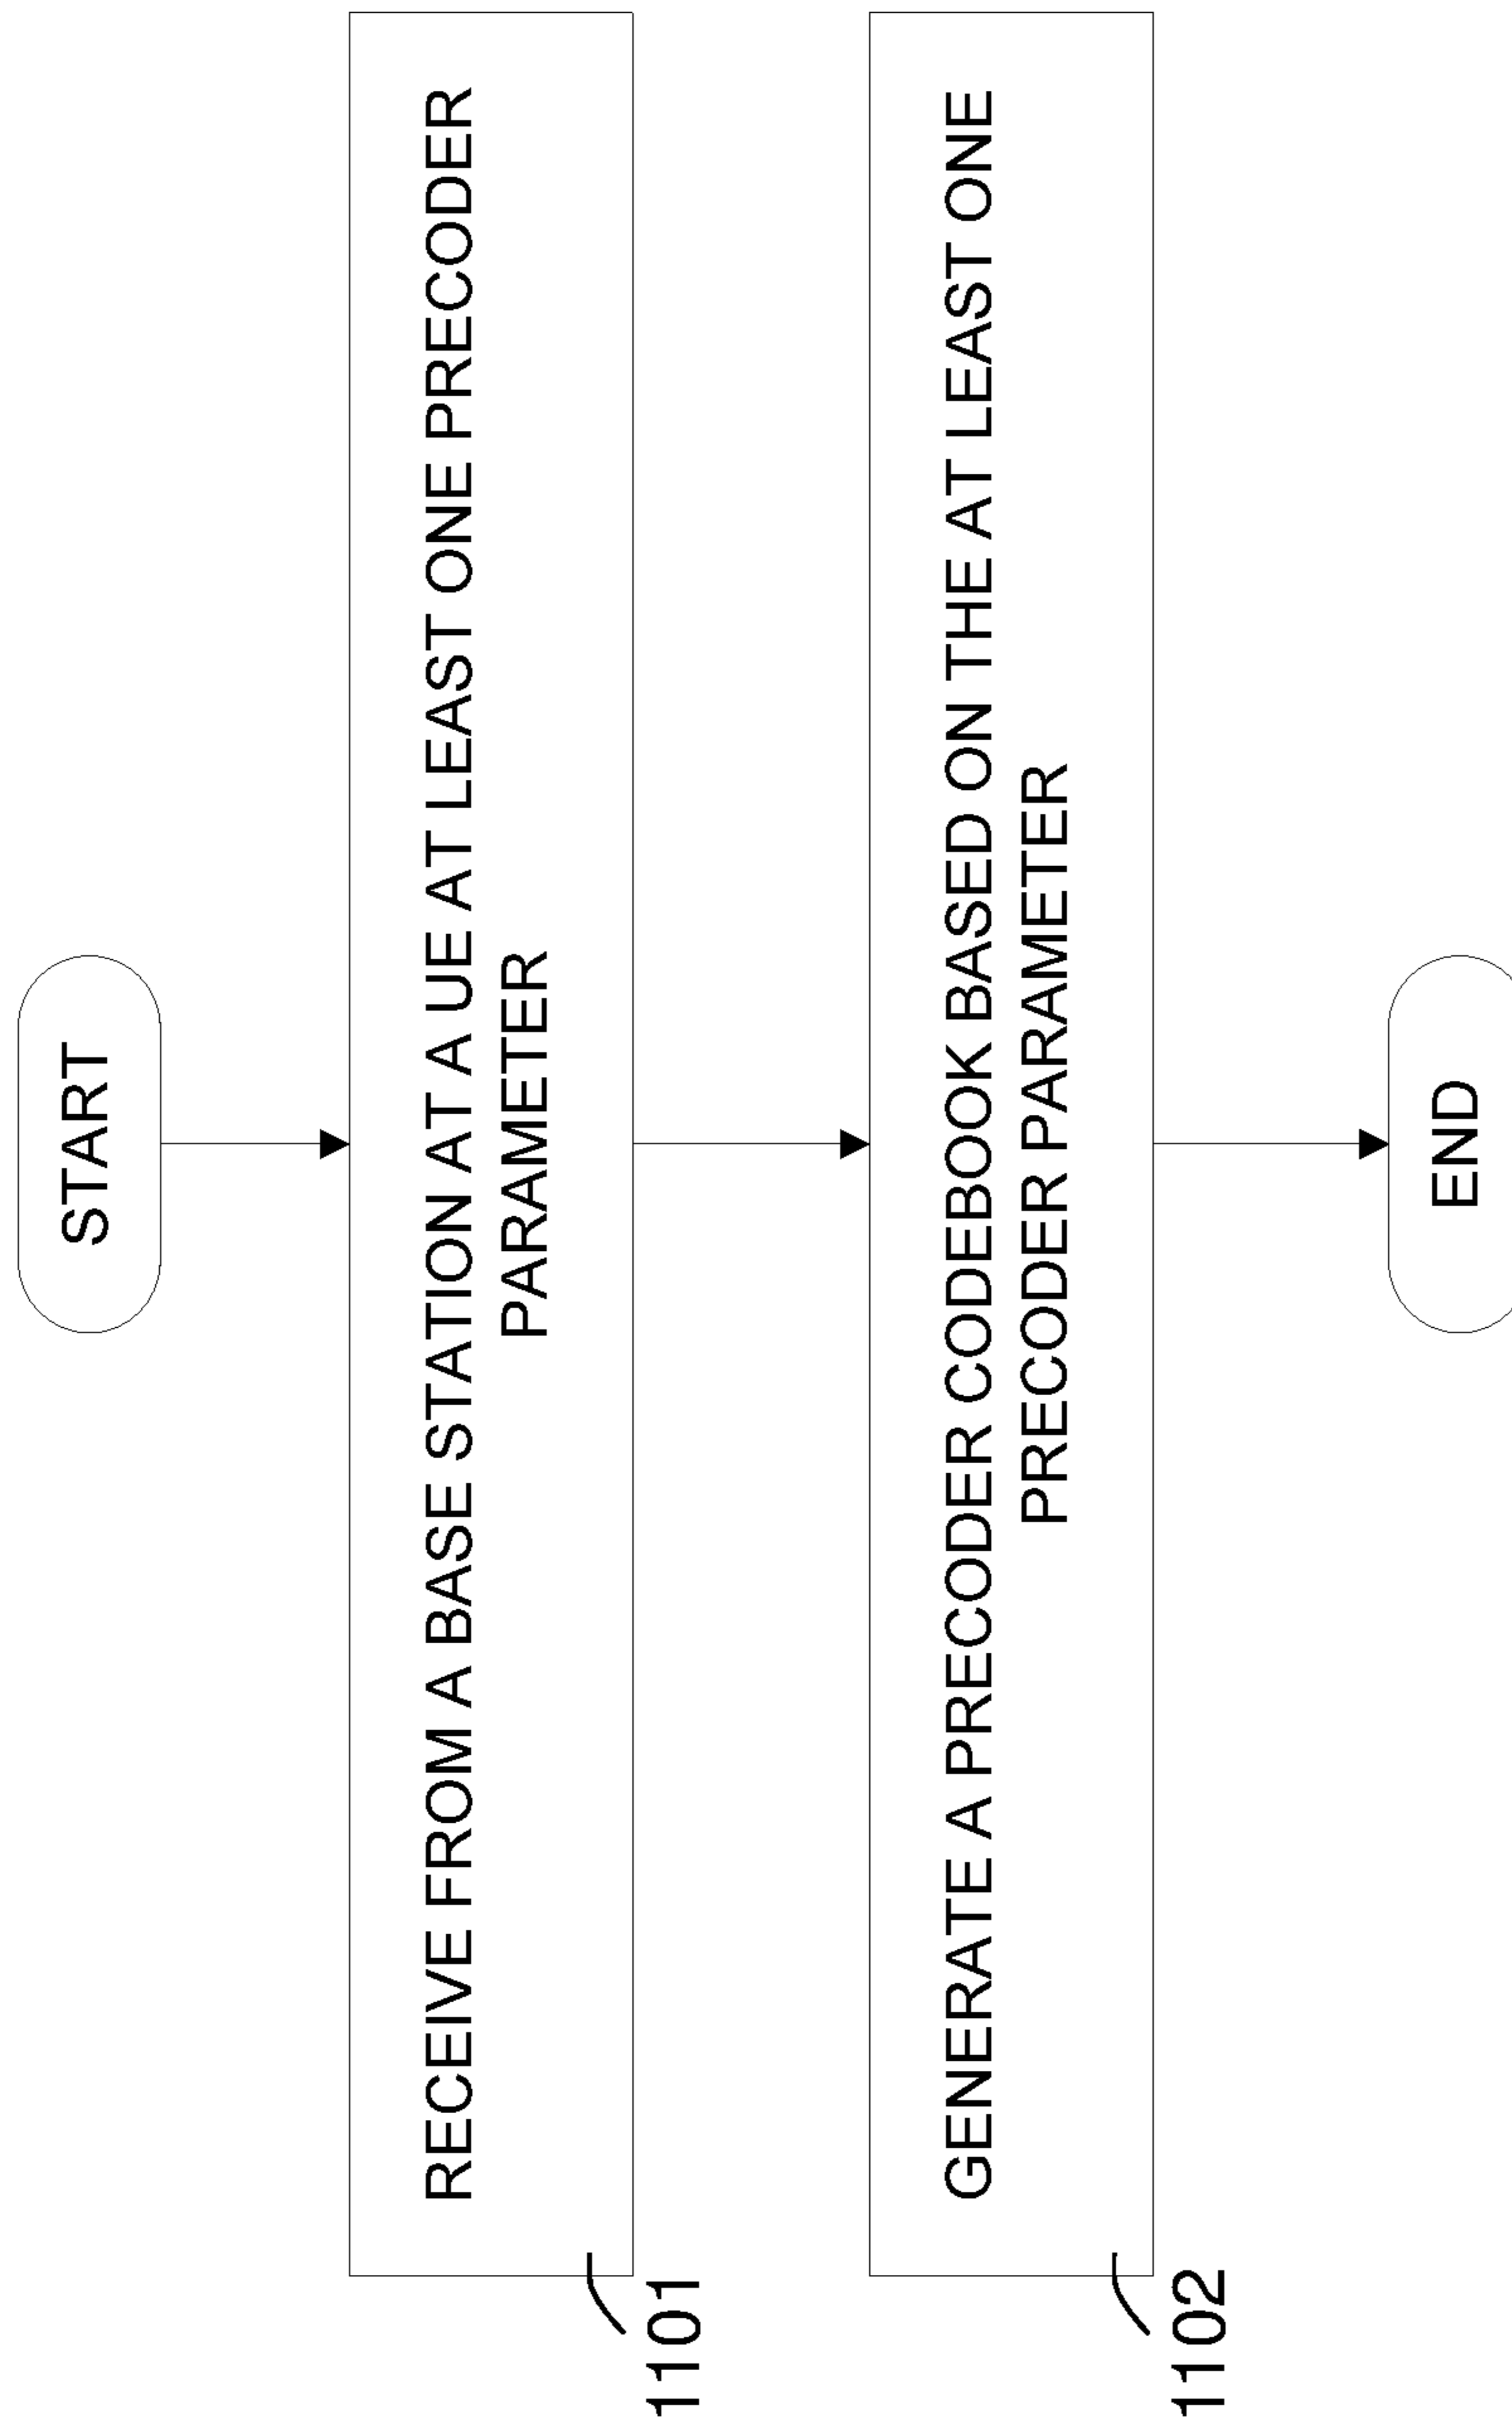 START
RECEIVE FROM A BASE STATION AT A UE AT LEAST ONE PRECODER
PARAMETER
1101
GENERATE A PRECODER CODEBOOK BASED ON THE AT LEAST ONE
PRECODER PARAMETER
1102
END